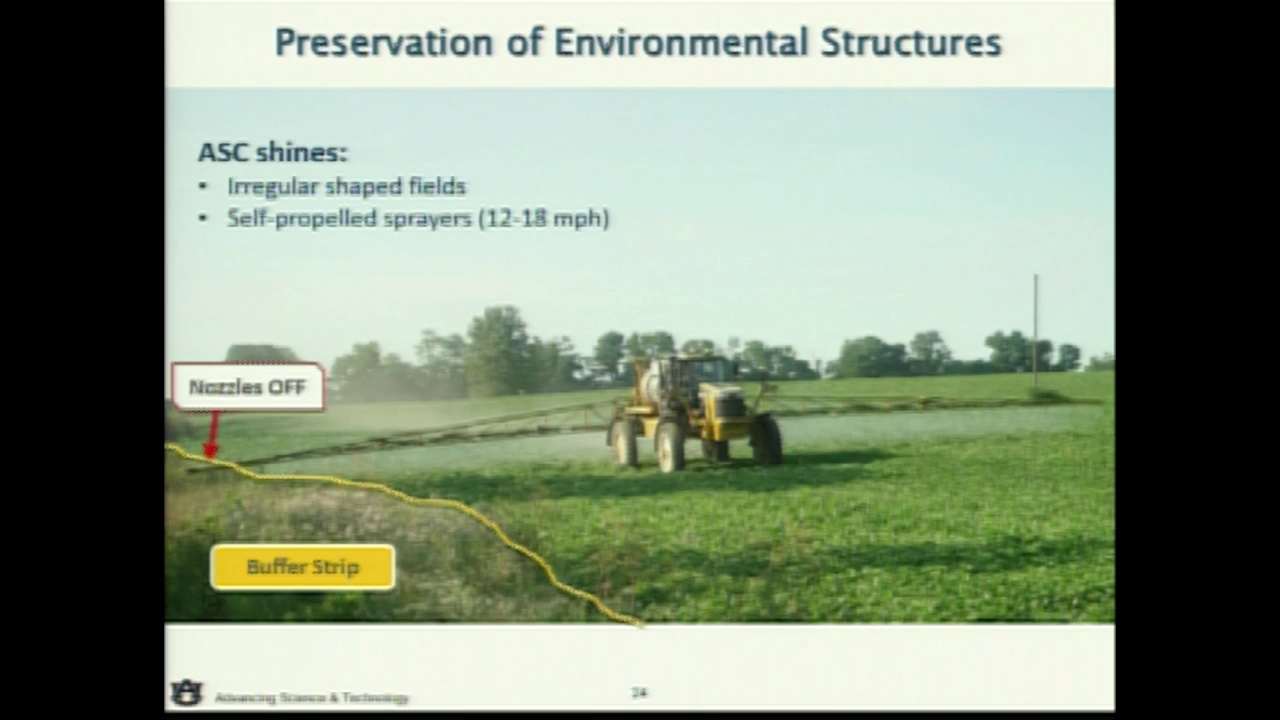 Preservation of Environmental Structures
ASC shines:
• Irregular shaped fields
• Self-propelled sprayers (12-18 mph)
Nozzles OFF
Buffer Strip
Advancing Science & Technology
24